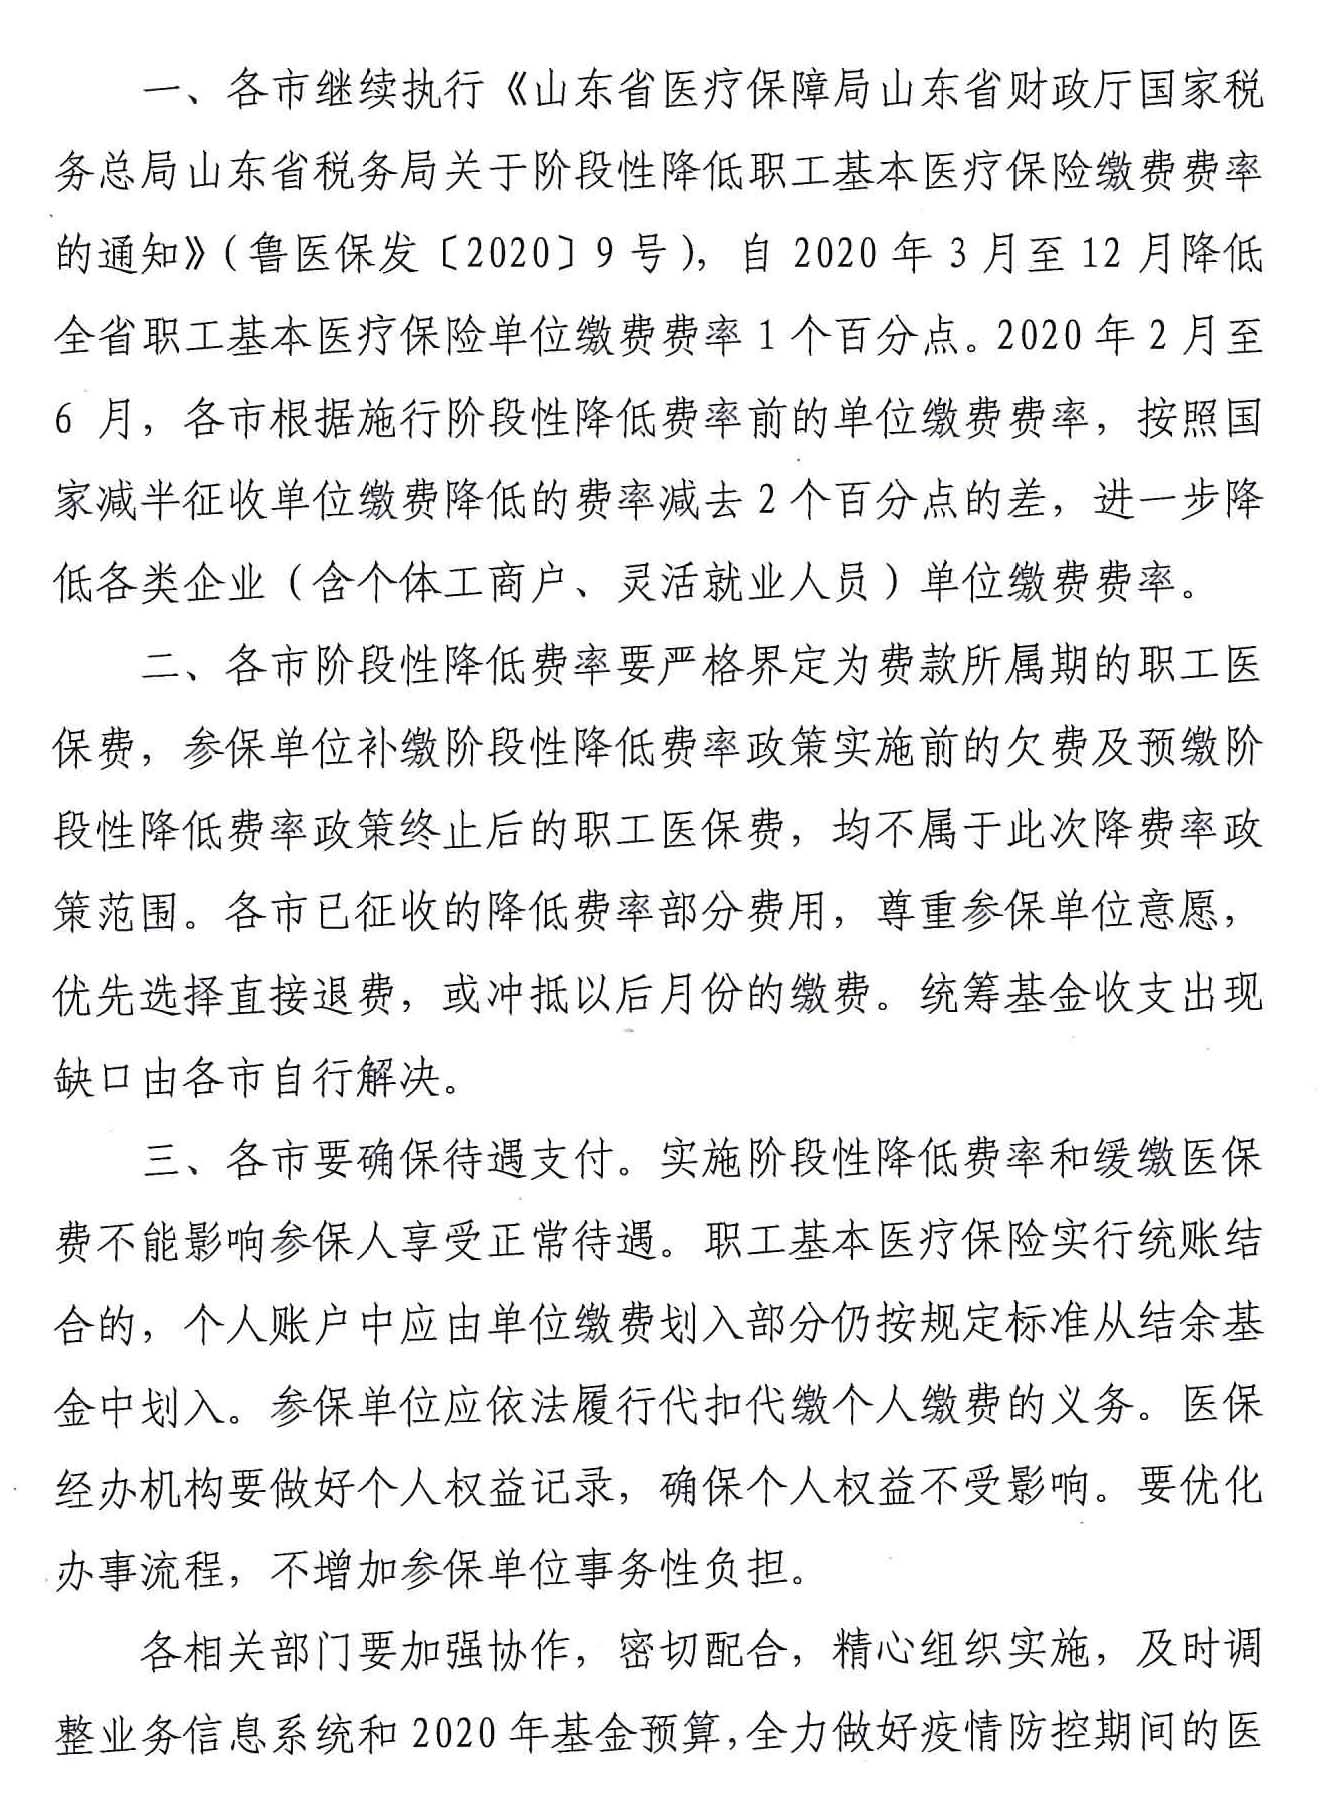 一、各市继续执行《山东省医疗保障局山东省财政厅国家税
务总局山东省税务局关于阶段性降低职工基本医疗保险缴费费率
的通知》（鲁医保发〔2020〕9号），自2020年3月至12月降低
全省职工基本医疗保险单位缴费费率1个百分点。2020年2月至
6月，各市根据施行阶段性降低费率前的单位缴费费率，按照国
家减半征收单位缴费降低的费率减去2个百分点的差，进一步降
低各类企业（含个体工商户、灵活就业人员）单位缴费费率。
二、各市阶段性降低费率要严格界定为费款所属期的职工医
保费，参保单位补缴阶段性降低费率政策实施前的欠费及预缴阶
段性降低费率政策终止后的职工医保费，均不属于此次降费率政
策范围。各市已征收的降低费率部分费用，尊重参保单位意愿，
优先选择直接退费，或冲抵以后月份的缴费。统筹基金收支出现
缺口由各市自行解决。
三、各市要确保待遇支付。实施阶段性降低费率和缓缴医保
费不能影响参保人享受正常待遇。职工基本医疗保险实行统账结
合的，个人账户中应由单位缴费划入部分仍按规定标准从结余基
金中划入。参保单位应依法履行代扣代缴个人缴费的义务。医保
经办机构要做好个人权益记录，确保个人权益不受影响。要优化
办事流程，不增加参保单位事务性负担。
各相关部门要加强协作，密切配合，精心组织实施，及时调
整业务信息系统和2020年基金预算，全力做好疫情防控期间的医